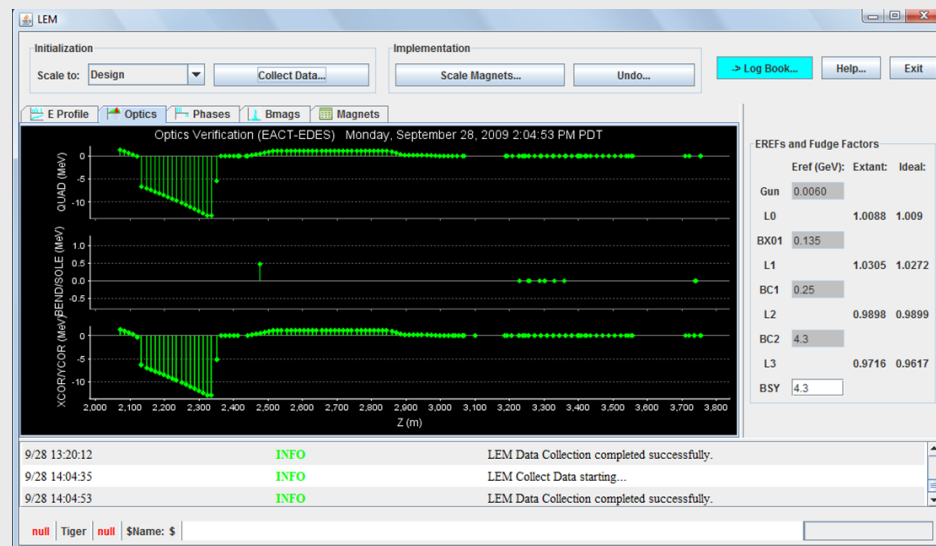 LEM
Initialization
Implementation
Scale to: Design Collect Data... Scale Magnets... Undo... -> Log Book... Help... Exit
E Profile Optics Phases Bmags Magnets
Optics Verification (EACT-EDES) Monday, September 28, 2009 2:04:53 PM PDT
QUAD (MeV)
0
-5
-10
BEND/SOLE (MeV)
1.0
0.5
0.0
-0.5
XCOR/YCOR (MeV)
0
-5
-10
2,000 2,100 2,200 2,300 2,400 2,500 2,600 2,700 2,800 2,900 3,000 3,100 3,200 3,300 3,400 3,500 3,600 3,700 3,800
Z (m)
EREFs and Fudge Factors
Eref (GeV): Extant: Ideal:
Gun 0.0060
L0 1.0088 1.009
BX01 0.135
L1 1.0305 1.0272
BC1 0.25
L2 0.9898 0.9899
BC2 4.3
L3 0.9716 0.9617
BSY 4.3
9/28 13:20:12 INFO LEM Data Collection completed successfully.
9/28 14:04:35 INFO LEM Collect Data starting...
9/28 14:04:53 INFO LEM Data Collection completed successfully.
null Tiger null $Name: $